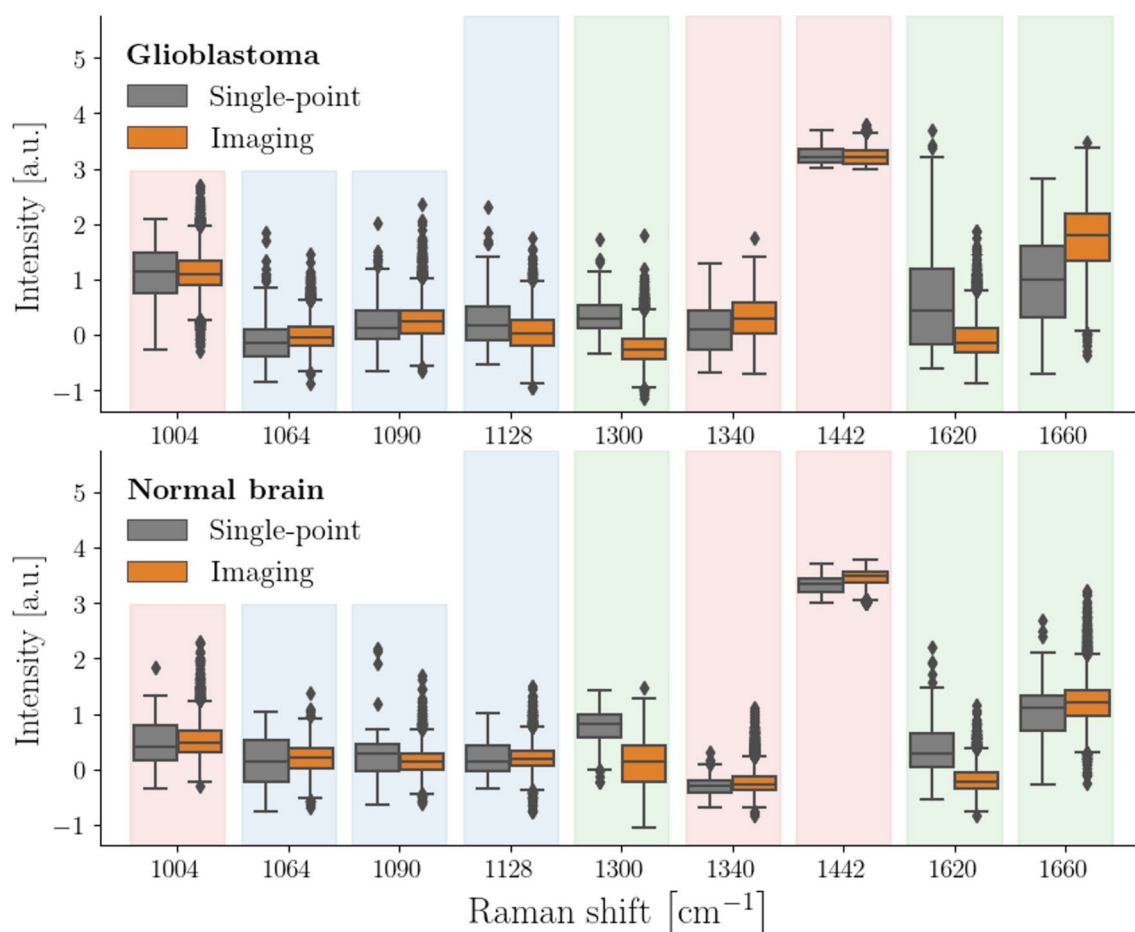 Glioblastoma
Single-point
Imaging
Intensity [a.u.]
5
4
3
2
1
0
−1
1004 1064 1090 1128 1300 1340 1442 1620 1660
Normal brain
Single-point
Imaging
Intensity [a.u.]
5
4
3
2
1
0
−1
1004 1064 1090 1128 1300 1340 1442 1620 1660
Raman shift [cm⁻¹]